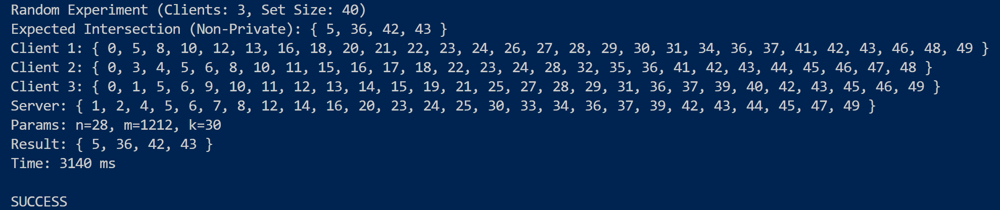 Random Experiment (Clients: 3, Set Size: 40)
Expected Intersection (Non-Private): { 5, 36, 42, 43 }
Client 1: { 0, 5, 8, 10, 12, 13, 16, 18, 20, 21, 22, 23, 24, 26, 27, 28, 29, 30, 31, 34, 36, 37, 41, 42, 43, 46, 48, 49 }
Client 2: { 0, 3, 4, 5, 6, 8, 10, 11, 15, 16, 17, 18, 22, 23, 24, 28, 32, 35, 36, 41, 42, 43, 44, 45, 46, 47, 48 }
Client 3: { 0, 1, 5, 6, 9, 10, 11, 12, 13, 14, 15, 19, 21, 25, 27, 28, 29, 31, 36, 37, 39, 40, 42, 43, 45, 46, 49 }
Server: { 1, 2, 4, 5, 6, 7, 8, 12, 14, 16, 20, 23, 24, 25, 30, 33, 34, 36, 37, 39, 42, 43, 44, 45, 47, 49 }
Params: n=28, m=1212, k=30
Result: { 5, 36, 42, 43 }
Time: 3140 ms
SUCCESS